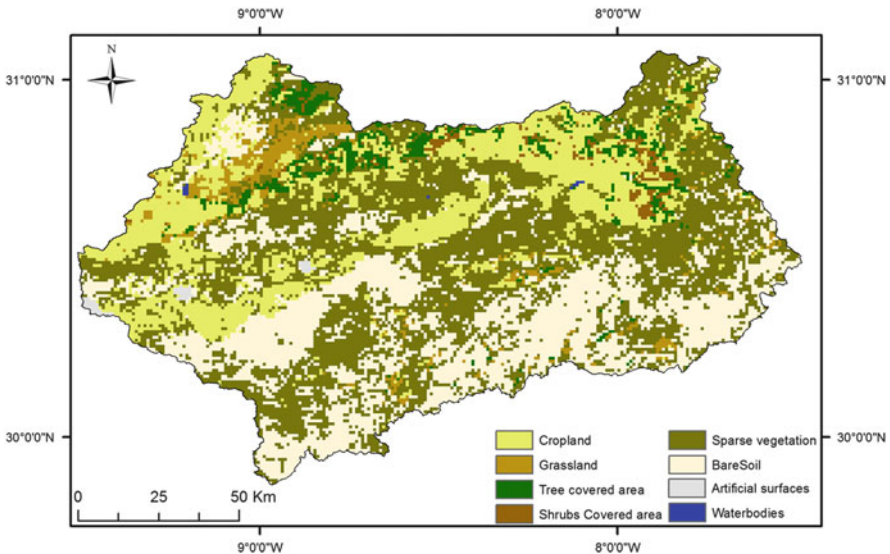 9°0'0"W 8°0'0"W
N
31°0'0"N 31°0'0"N
30°0'0"N 30°0'0"N
Cropland Sparse vegetation
Grassland BareSoil
Tree covered area Artificial surfaces
Shrubs Covered area Waterbodies
0 25 50 Km
9°0'0"W 8°0'0"W